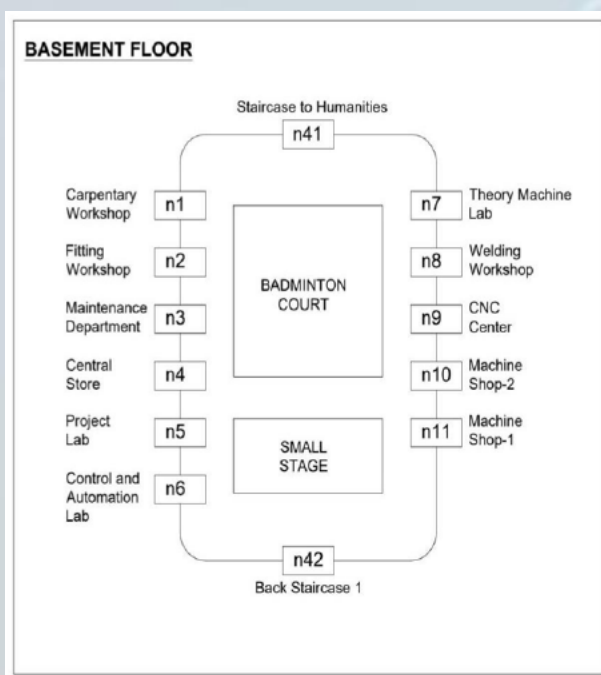 BASEMENT FLOOR
Staircase to Humanities
n41
Carpentary
Workshop
n1
n7
Theory Machine
Lab
Fitting
Workshop
n2
n8
Welding
Workshop
BADMINTON
COURT
Maintenance
Department
n3
n9
CNC
Center
Central
Store
n4
n10
Machine
Shop-2
Project
Lab
n5
n11
Machine
Shop-1
SMALL
STAGE
Control and
Automation
Lab
n6
n42
Back Staircase 1